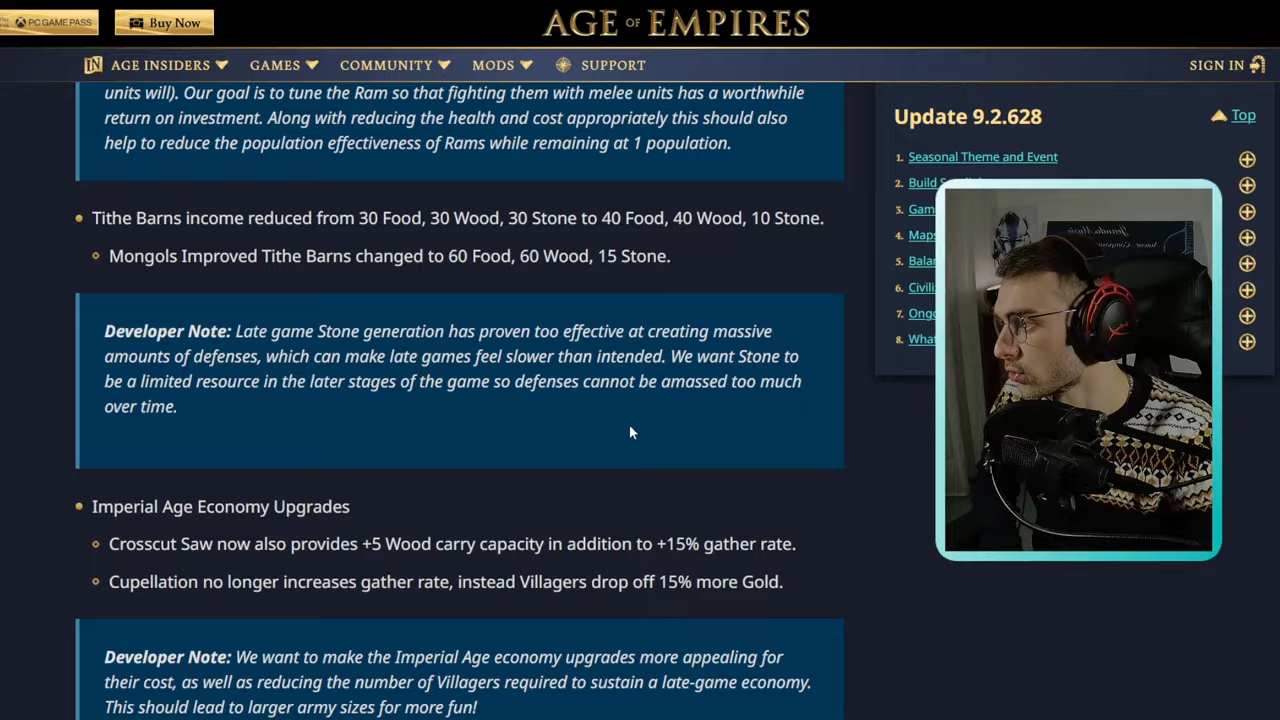 PC GAME PASS
Buy Now
AGE OF EMPIRES
AGE INSIDERS
GAMES
COMMUNITY
MODS
SUPPORT
SIGN IN
units will). Our goal is to tune the Ram so that fighting them with melee units has a worthwhile
return on investment. Along with reducing the health and cost appropriately this should also
help to reduce the population effectiveness of Rams while remaining at 1 population.
Tithe Barns income reduced from 30 Food, 30 Wood, 30 Stone to 40 Food, 40 Wood, 10 Stone.
Mongols Improved Tithe Barns changed to 60 Food, 60 Wood, 15 Stone.
Developer Note: Late game Stone generation has proven too effective at creating massive
amounts of defenses, which can make late games feel slower than intended. We want Stone to
be a limited resource in the later stages of the game so defenses cannot be amassed too much
over time.
Imperial Age Economy Upgrades
Crosscut Saw now also provides +5 Wood carry capacity in addition to +15% gather rate.
Cupellation no longer increases gather rate, instead Villagers drop off 15% more Gold.
Developer Note: We want to make the Imperial Age economy upgrades more appealing for
their cost, as well as reducing the number of Villagers required to sustain a late-game economy.
This should lead to larger army sizes for more fun!
Update 9.2.628
Top
1. Seasonal Theme and Event
2. Build
3. Gam
4. Maps
5. Bala
6. Civili
7. Ongo
8. What